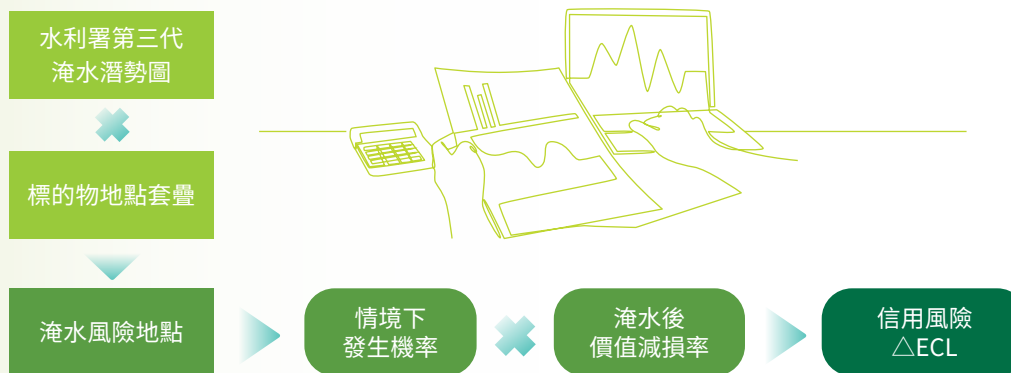 水利署第三代
淹水潛勢圖
標的物地點套疊
淹水風險地點
情境下
發生機率
淹水後
價值減損率
信用風險
△ECL